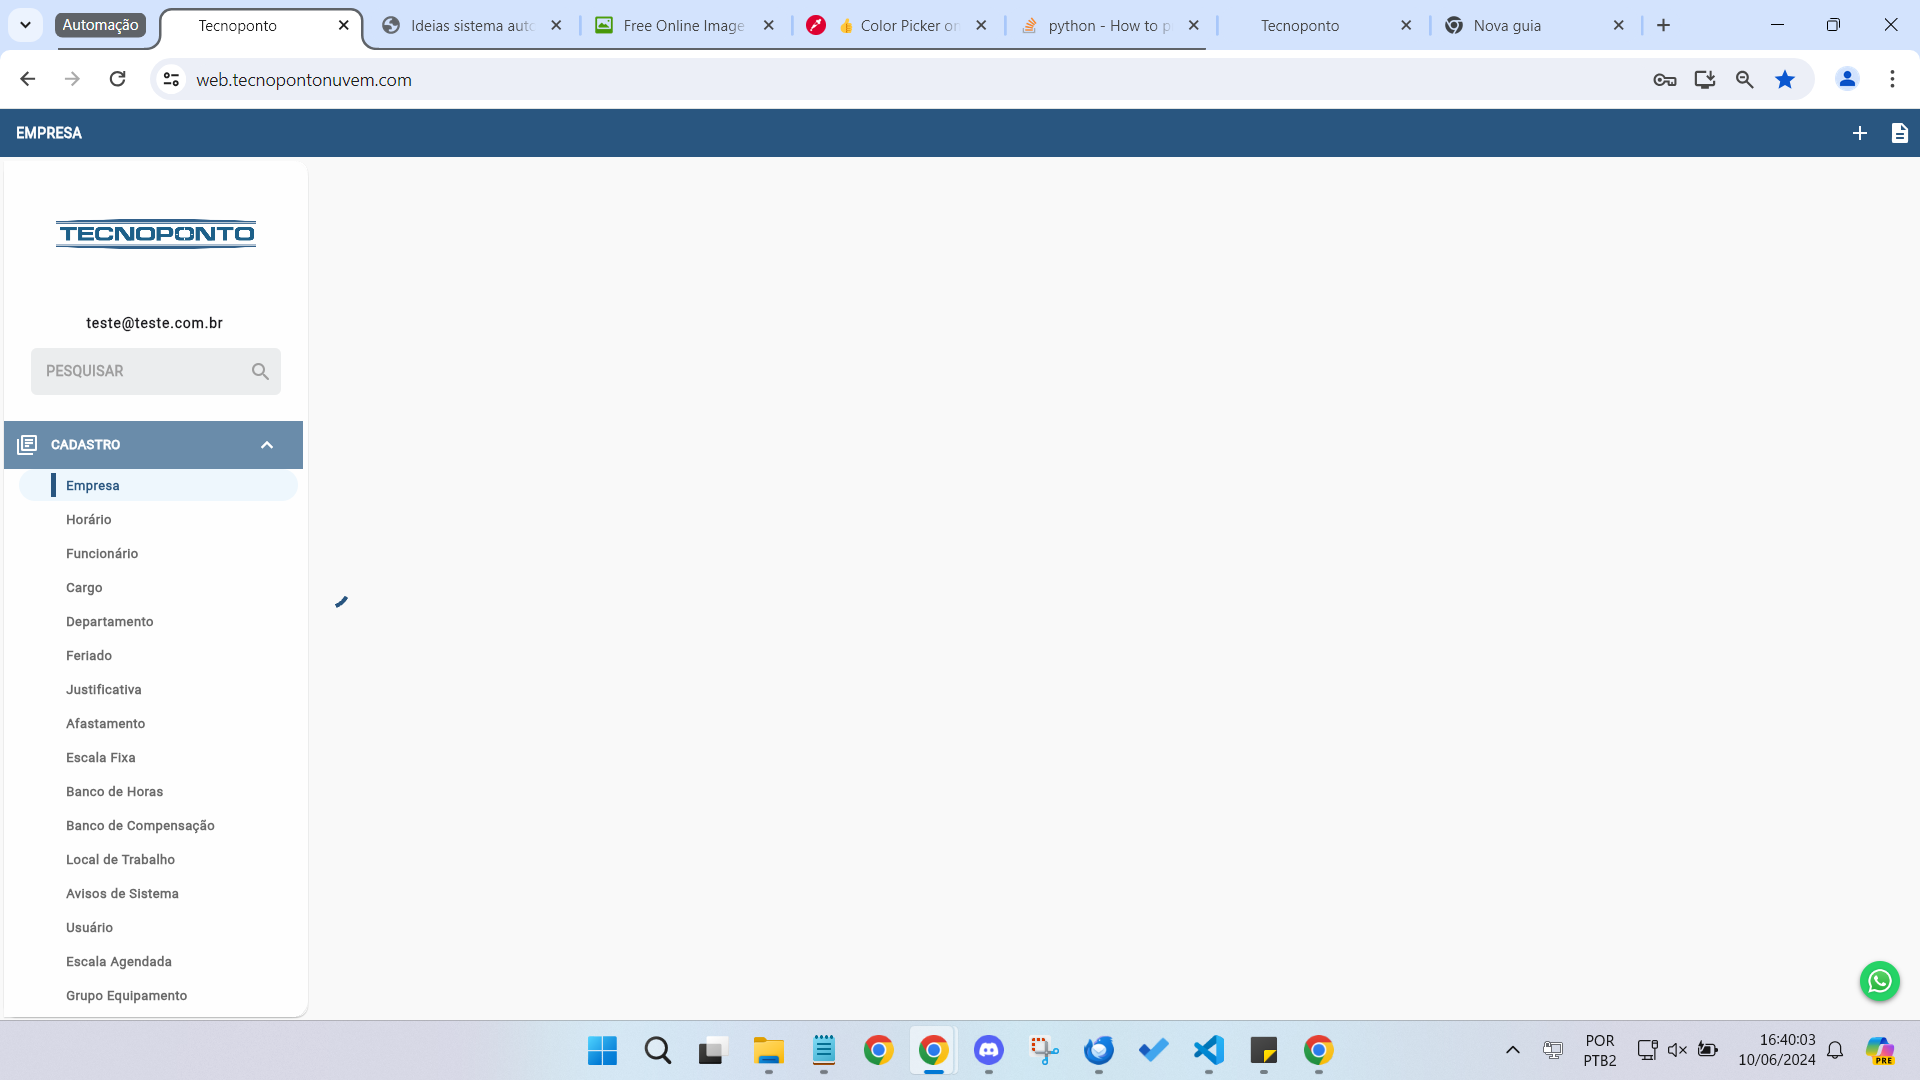 Automação
Tecnoponto
Ideias sistema auto
Free Online Image
Color Picker on
python - How to p
Tecnoponto
Nova guia
web.tecnopontonuvem.com
EMPRESA
TECNOPONTO
teste@teste.com.br
PESQUISAR
CADASTRO
Empresa
Horário
Funcionário
Cargo
Departamento
Feriado
Justificativa
Afastamento
Escala Fixa
Banco de Horas
Banco de Compensação
Local de Trabalho
Avisos de Sistema
Usuário
Escala Agendada
Grupo Equipamento
POR
PTB2
16:40:03
10/06/2024
PRE